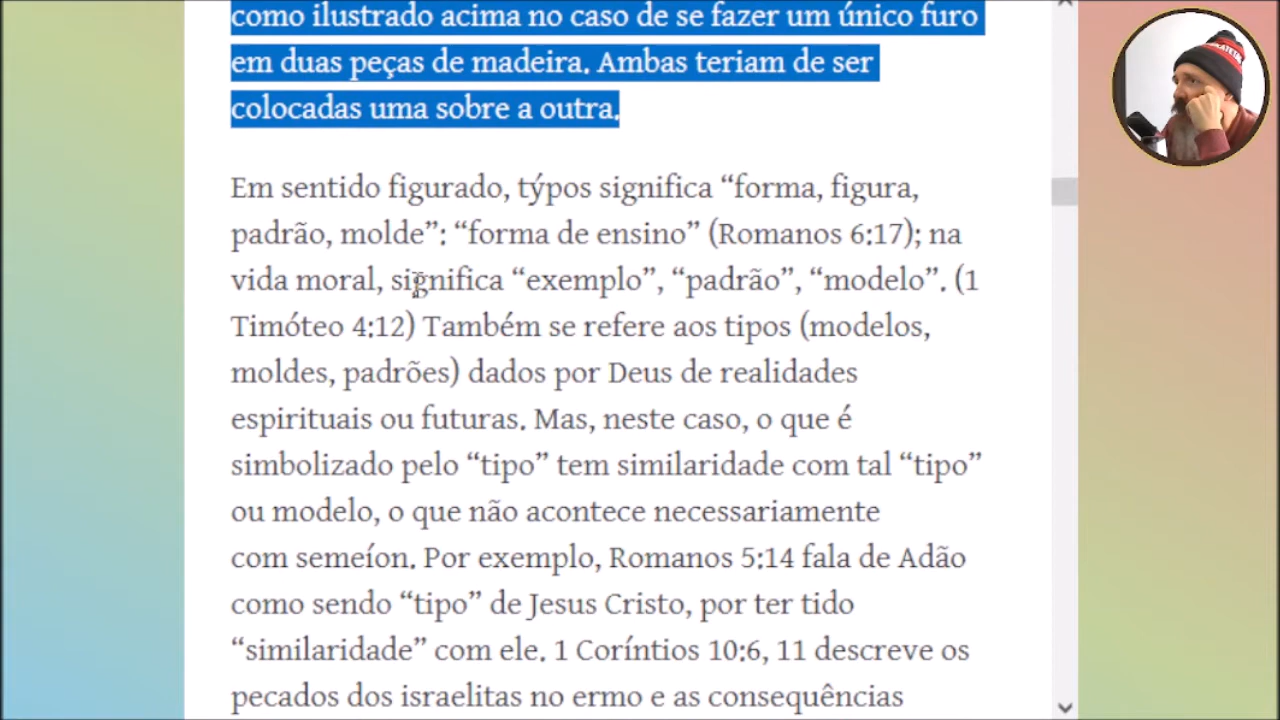 como ilustrado acima no caso de se fazer um único furo
em duas peças de madeira. Ambas teriam de ser
colocadas uma sobre a outra.
Em sentido figurado, týpos significa “forma, figura,
padrão, molde”: “forma de ensino” (Romanos 6:17); na
vida moral, significa “exemplo”, “padrão”, “modelo”. (1
Timóteo 4:12) Também se refere aos tipos (modelos,
moldes, padrões) dados por Deus de realidades
espirituais ou futuras. Mas, neste caso, o que é
simbolizado pelo “tipo” tem similaridade com tal “tipo”
ou modelo, o que não acontece necessariamente
com semeíon. Por exemplo, Romanos 5:14 fala de Adão
como sendo “tipo” de Jesus Cristo, por ter tido
“similaridade” com ele. 1 Coríntios 10:6, 11 descreve os
pecados dos israelitas no ermo e as consequências